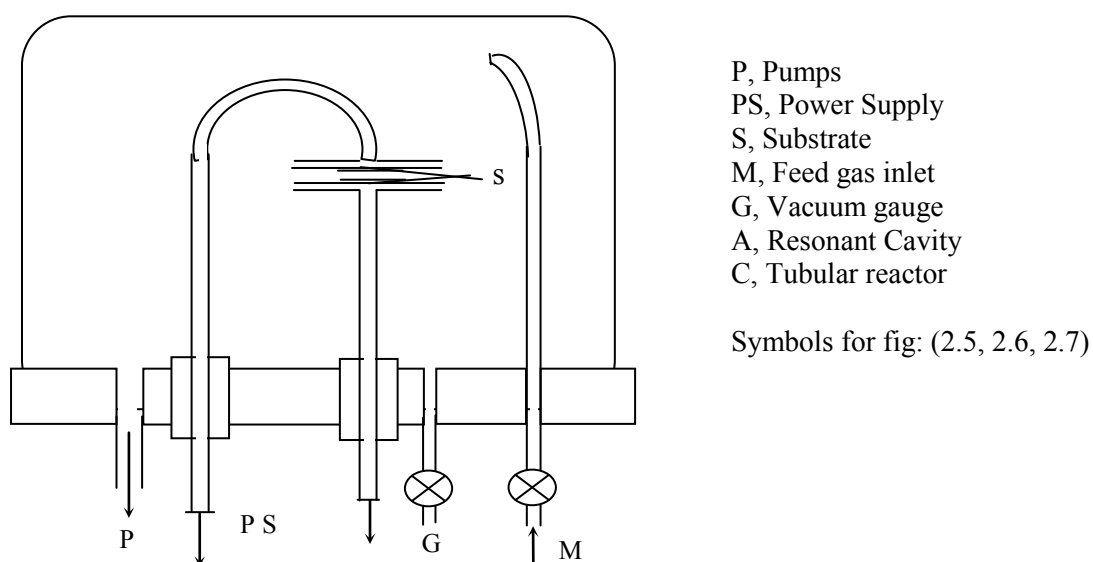 P, Pumps
PS, Power Supply
S, Substrate
M, Feed gas inlet
G, Vacuum gauge
A, Resonant Cavity
C, Tubular reactor
Symbols for fig: (2.5, 2.6, 2.7)
s
P
P S
G
M